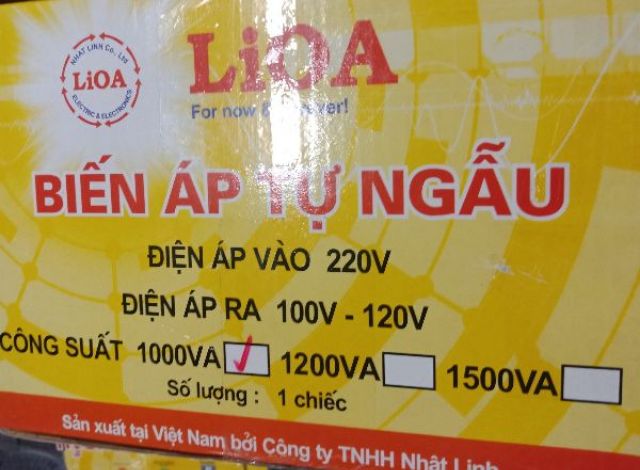 NHAT LINH Co., Ltd
LiOA
ELECTRIC & ELECTRONICS
LiOA
For now &
BIẾN ÁP TỰ NGẪU
ĐIỆN ÁP VÀO 220V
ĐIỆN ÁP RA 100V - 120V
CÔNG SUẤT 1000VA 1200VA 1500VA
Số lượng : 1 chiếc
Sản xuất tại Việt Nam bởi Công ty TNHH Nhật Linh